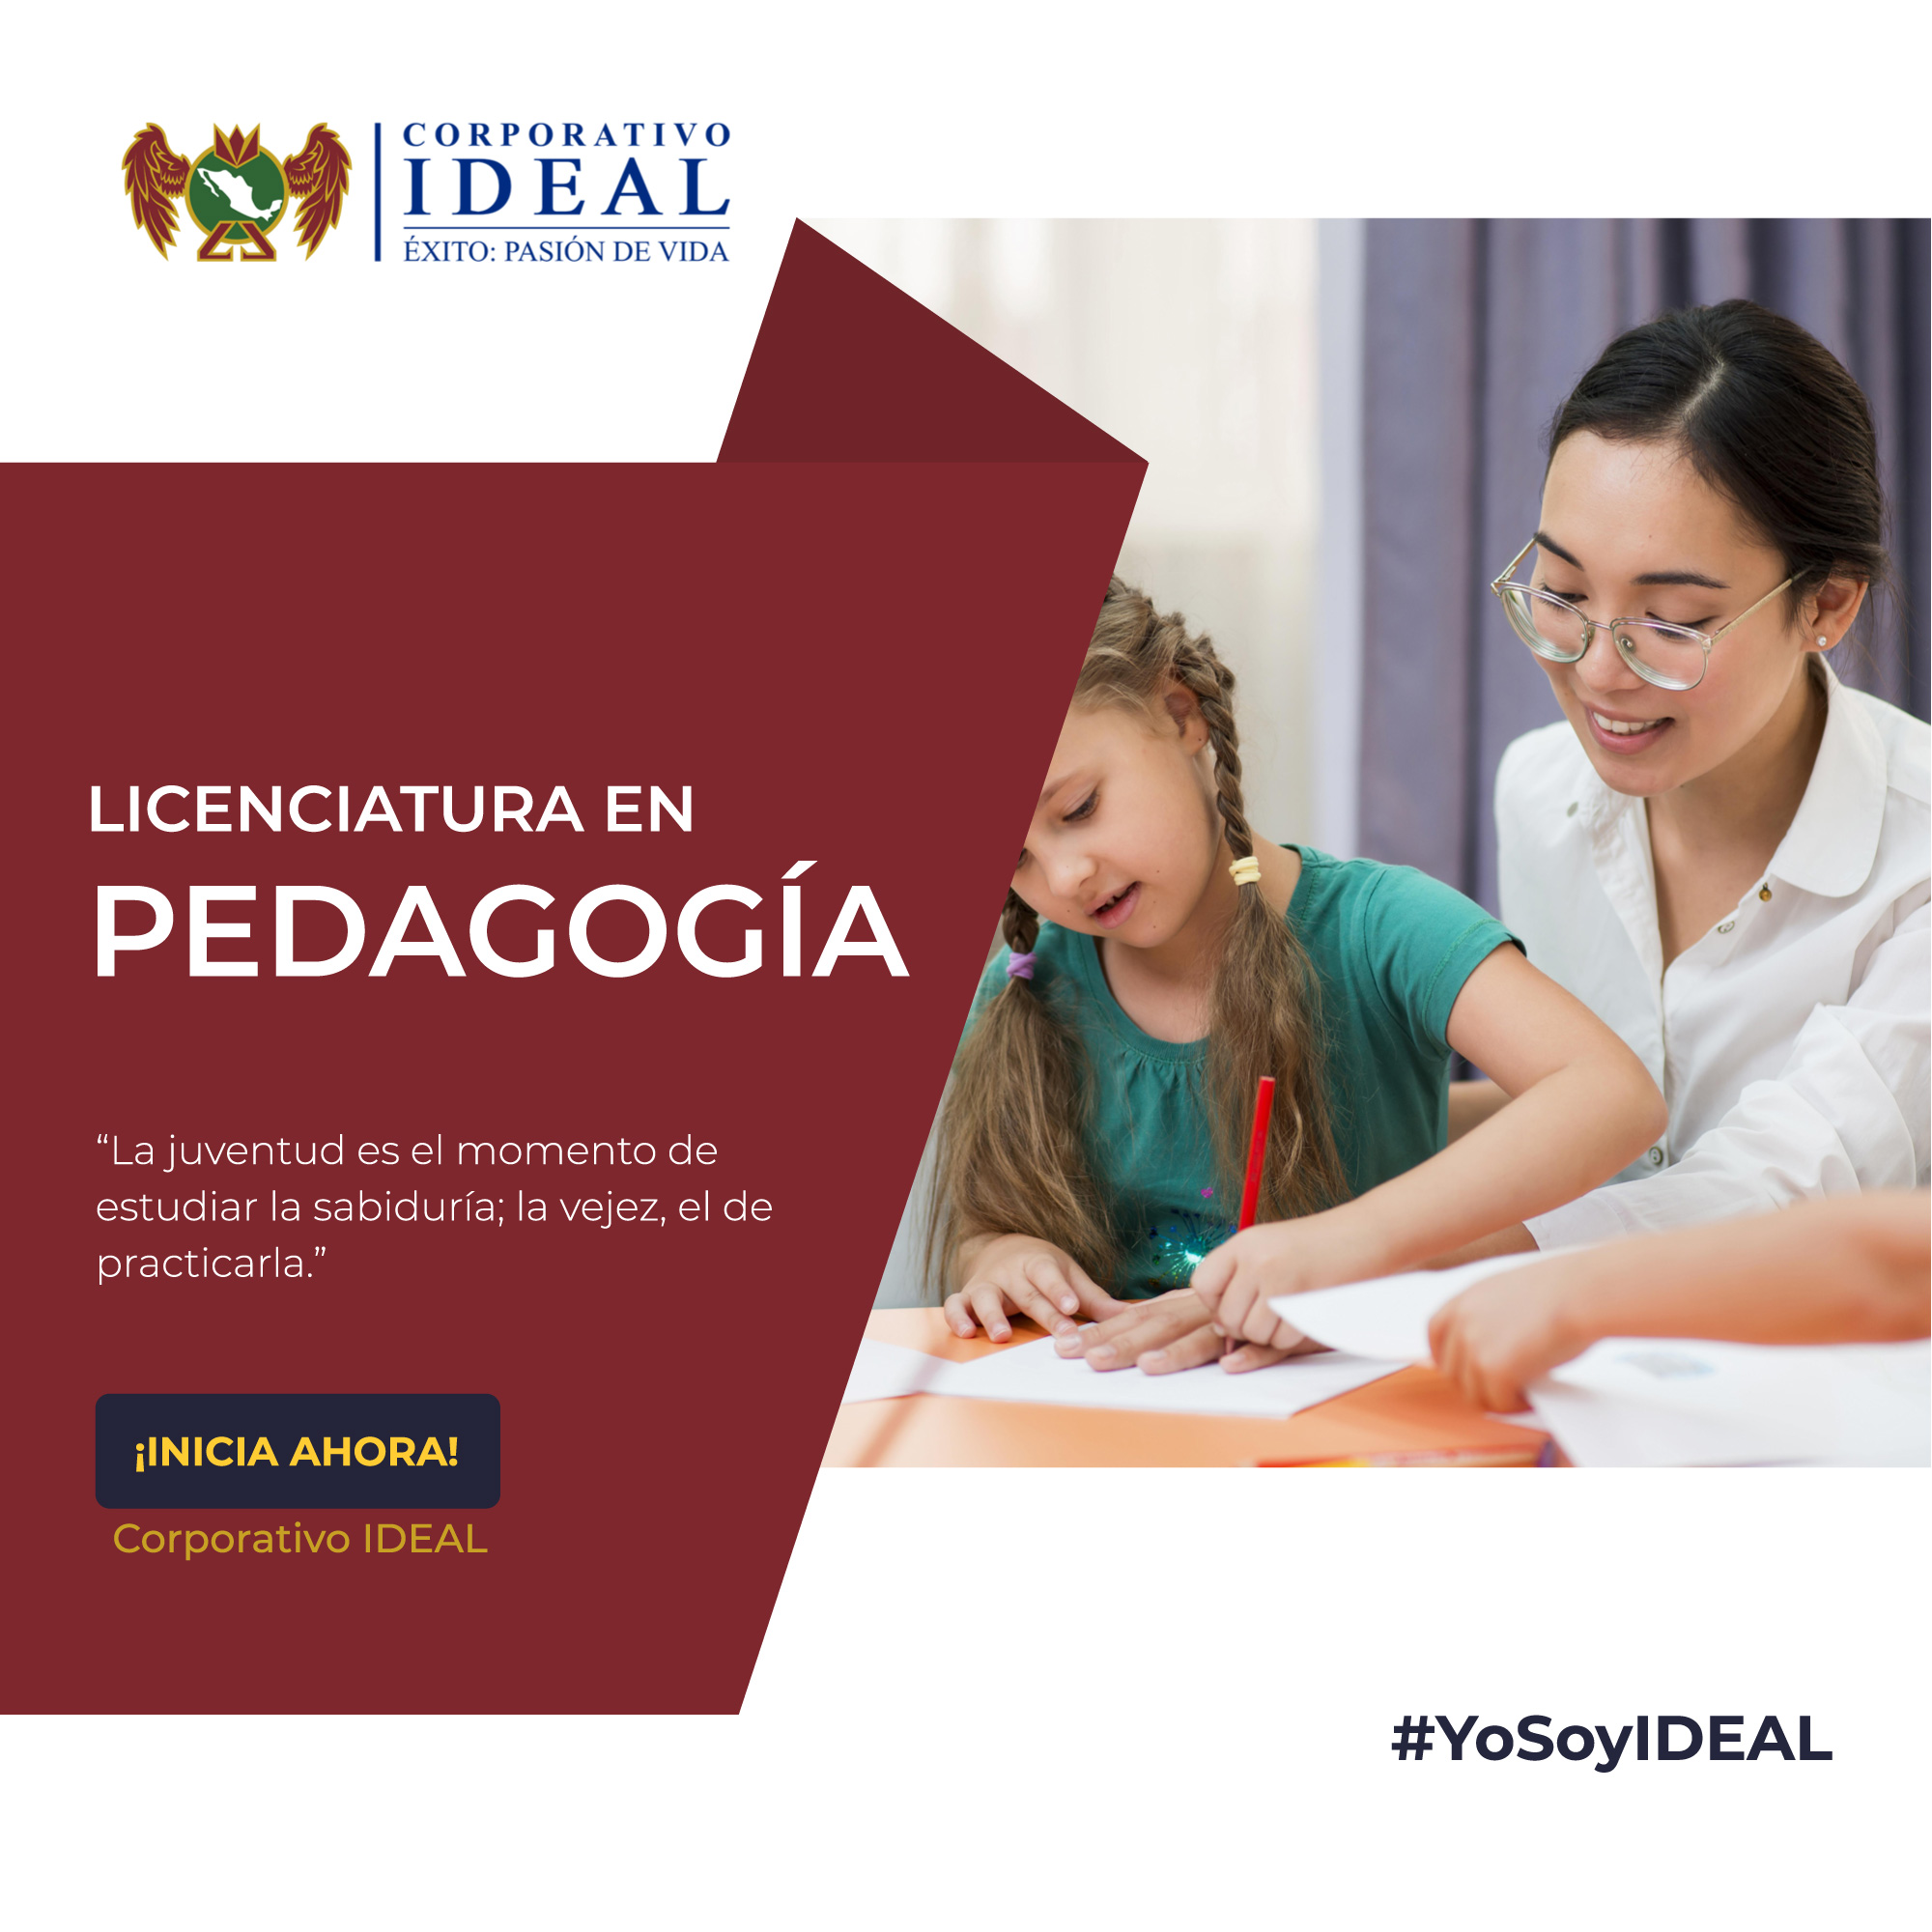 CORPORATIVO
IDEAL
ÉXITO: PASIÓN DE VIDA
LICENCIATURA EN
PEDAGOGÍA
“La juventud es el momento de
estudiar la sabiduría; la vejez, el de
practicarla.”
¡INICIA AHORA!
Corporativo IDEAL
#YoSoyIDEAL